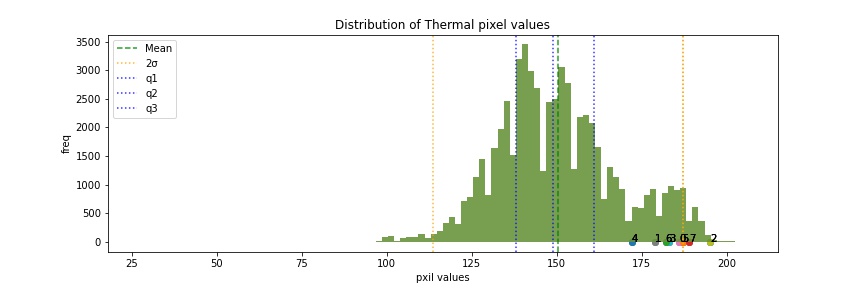 Distribution of Thermal pixel values
Mean
2σ
q1
q2
q3
freq
3500
3000
2500
2000
1500
1000
500
0
4 1 6 3 0 5 7 2
25 50 75 100 125 150 175 200
pxil values